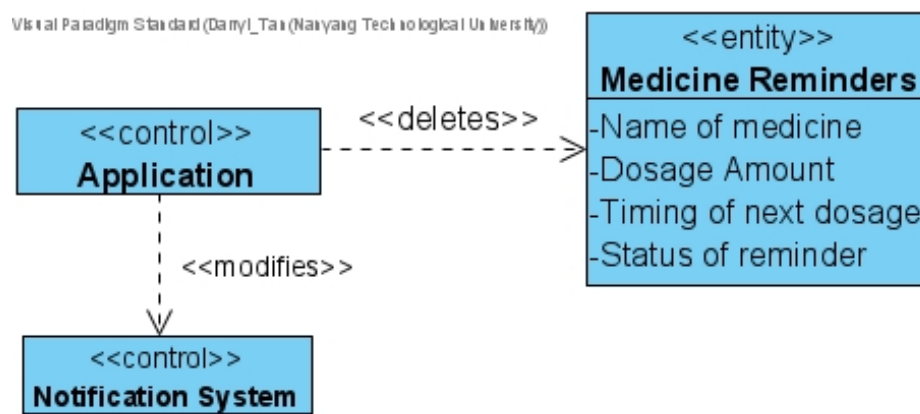 Visual Paradigm Standard (Darryl_Tan (Nanyang Technological University))
<<entity>>
Medicine Reminders
-Name of medicine
-Dosage Amount
-Timing of next dosage
-Status of reminder
<<deletes>>
<<control>>
Application
<<modifies>>
<<control>>
Notification System